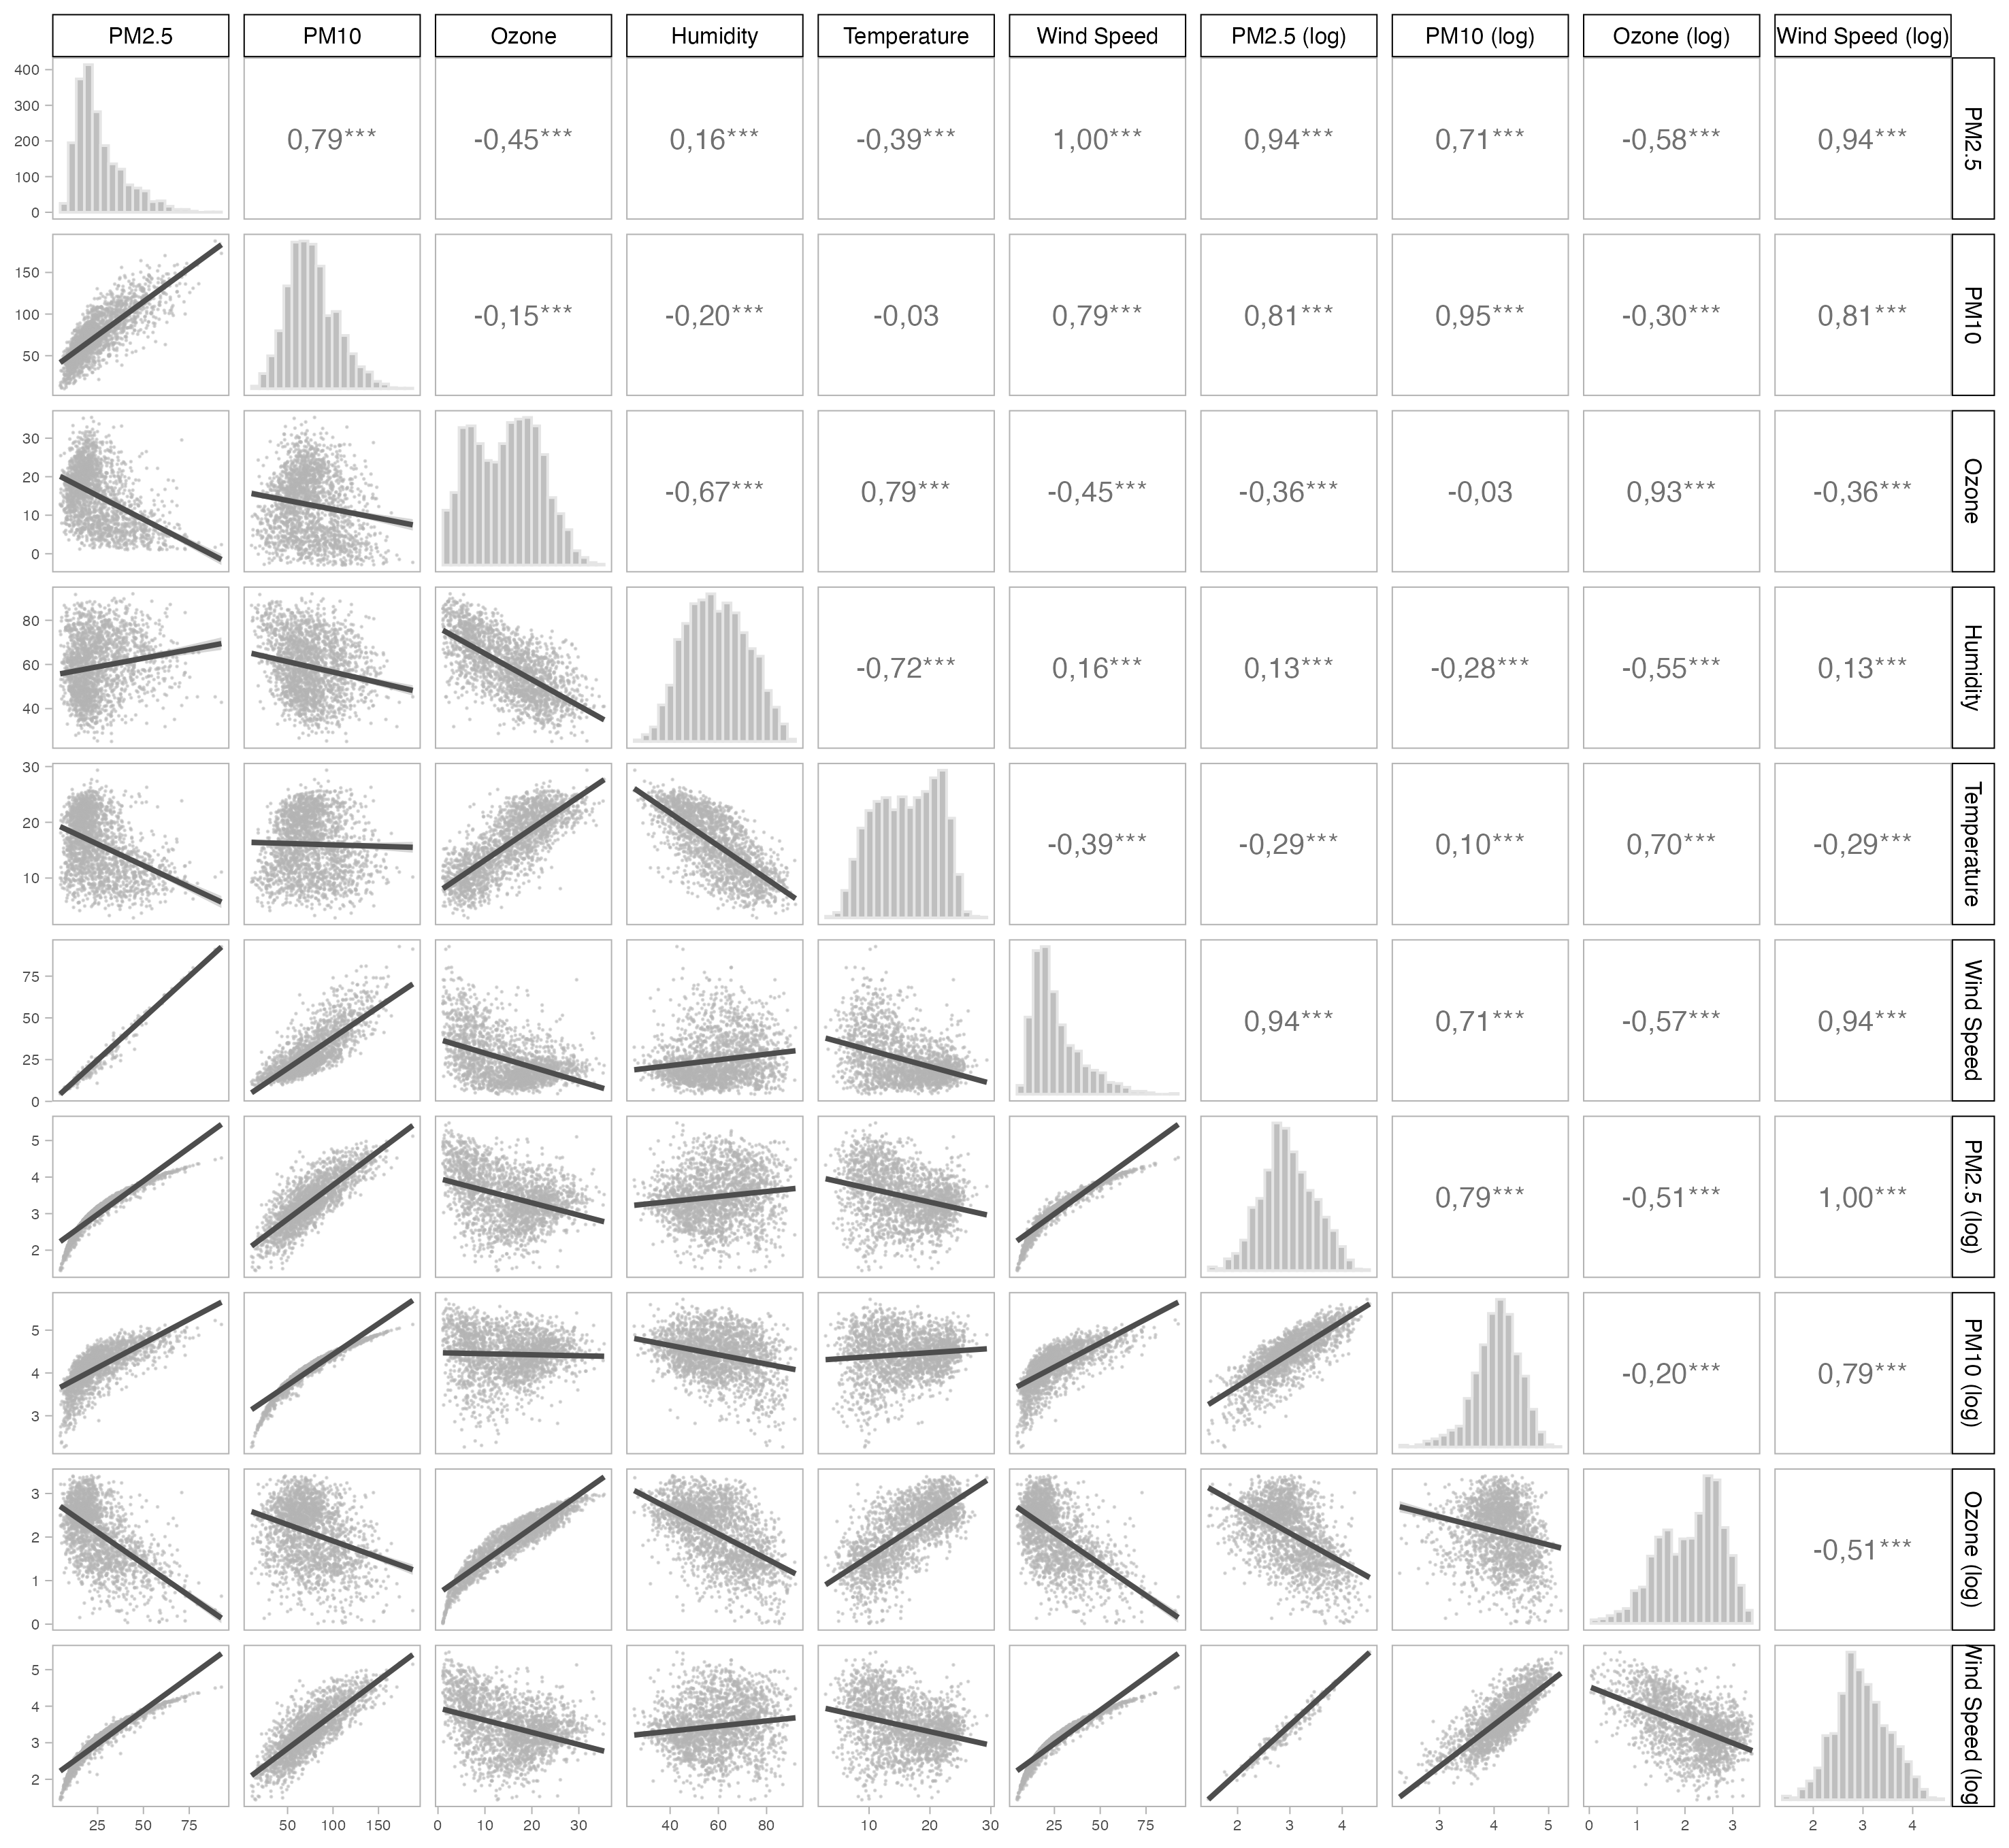 PM2.5 PM10 Ozone Humidity Temperature Wind Speed PM2.5 (log) PM10 (log) Ozone (log) Wind Speed (log)
400
300
200
100
0
0,79*** -0,45*** 0,16*** -0,39*** 1,00*** 0,94*** 0,71*** -0,58*** 0,94***
PM2.5
150
100
50
-0,15*** -0,20*** -0,03 0,79*** 0,81*** 0,95*** -0,30*** 0,81***
PM10
30
20
10
0
-0,67*** 0,79*** -0,45*** -0,36*** -0,03 0,93*** -0,36***
Ozone
80
60
40
-0,72*** 0,16*** 0,13*** -0,28*** -0,55*** 0,13***
Humidity
30
20
10
-0,39*** -0,29*** 0,10*** 0,70*** -0,29***
Temperature
75
50
25
0
0,94*** 0,71*** -0,57*** 0,94***
Wind Speed
5
4
3
2
0,79*** -0,51*** 1,00***
PM2.5 (log)
5
4
3
-0,20*** 0,79***
PM10 (log)
3
2
1
0
-0,51***
Ozone (log)
5
4
3
2
Wind Speed (log
25 50 75 50 100 150 0 10 20 30 40 60 80 10 20 30 25 50 75 2 3 4 3 4 5 0 1 2 3 2 3 4